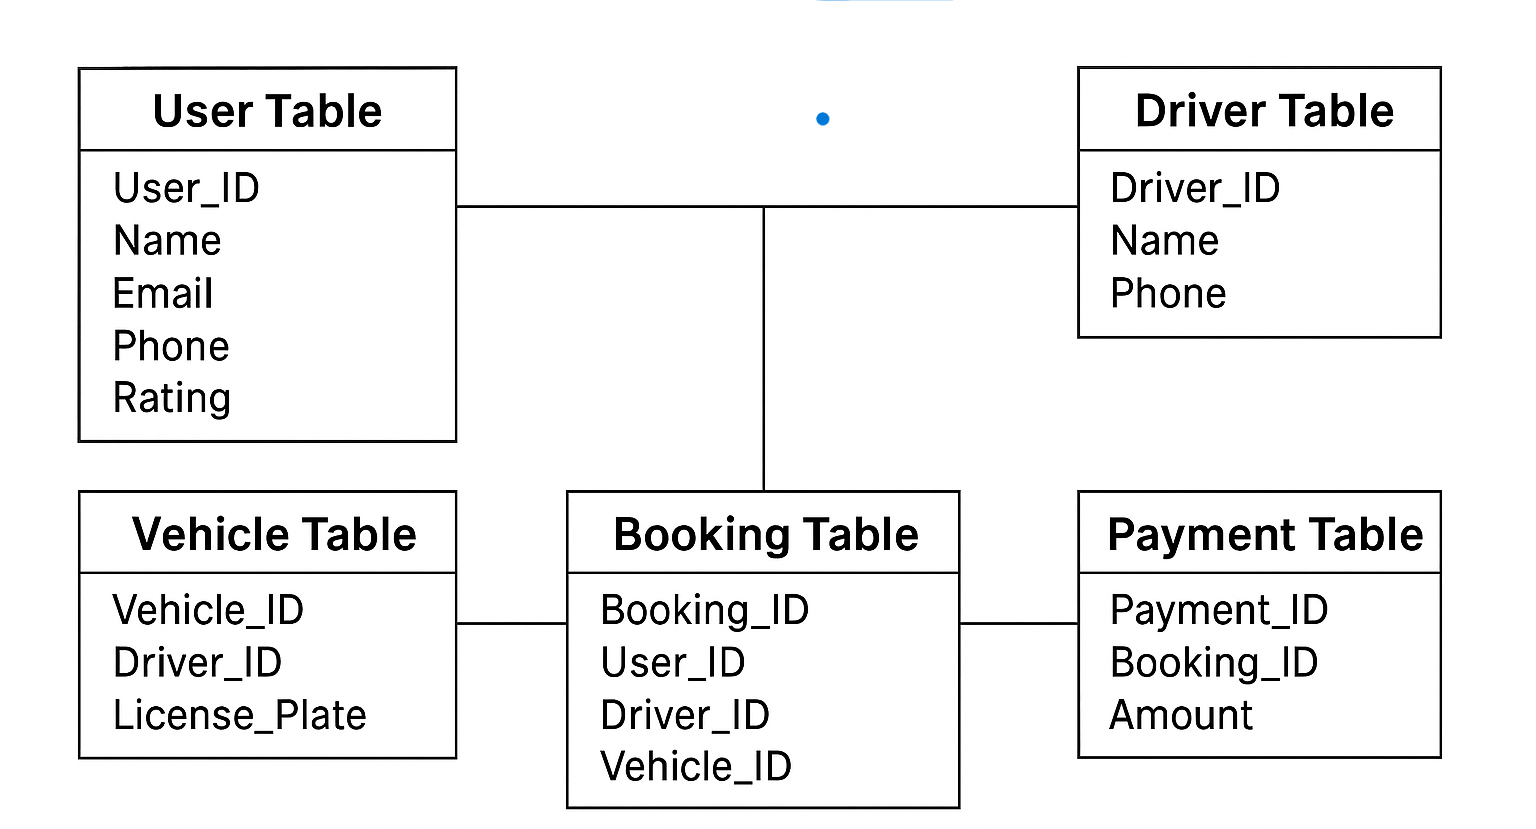 User Table
User_ID
Name
Email
Phone
Rating
Driver Table
Driver_ID
Name
Phone
Vehicle Table
Vehicle_ID
Driver_ID
License_Plate
Booking Table
Booking_ID
User_ID
Driver_ID
Vehicle_ID
Payment Table
Payment_ID
Booking_ID
Amount